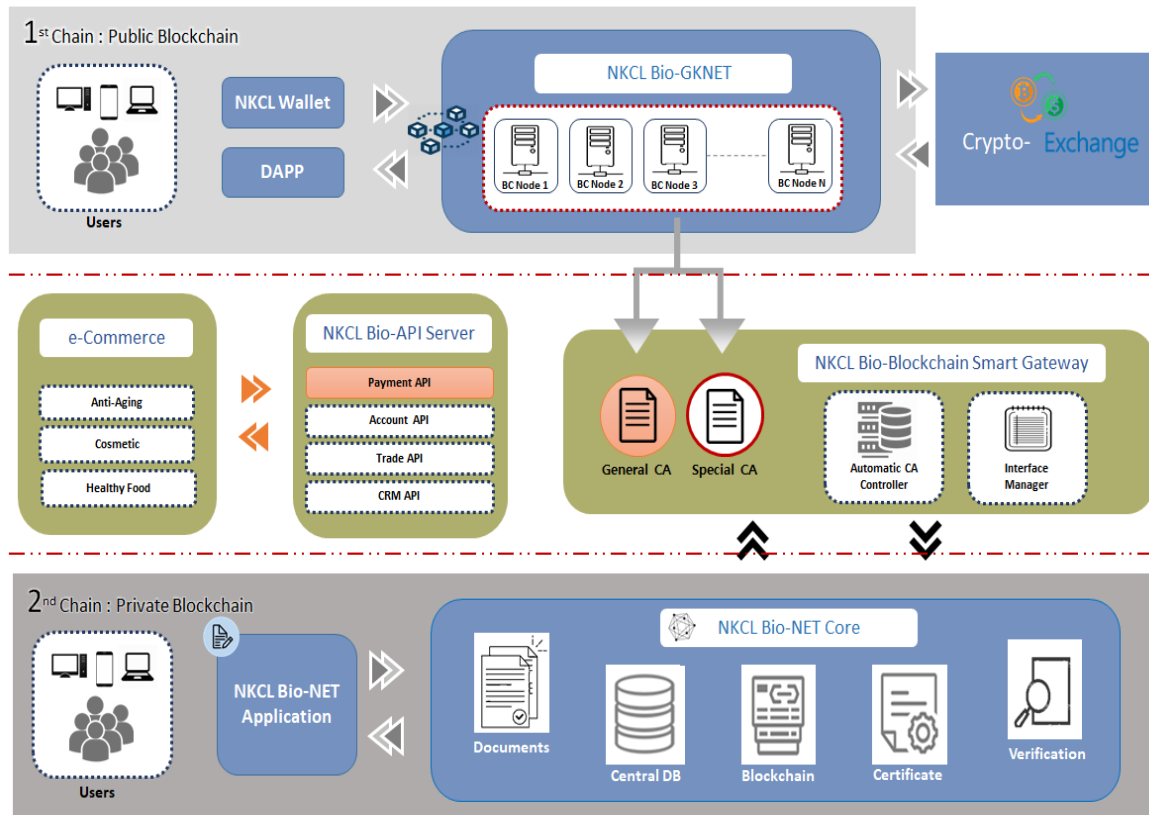 1st Chain : Public Blockchain
NKCL Wallet
DAPP
Users
NKCL Bio-GKNET
BC Node 1
BC Node 2
BC Node 3
BC Node N
Crypto- Exchange
e-Commerce
Anti-Aging
Cosmetic
Healthy Food
NKCL Bio-API Server
Payment API
Account API
Trade API
CRM API
NKCL Bio-Blockchain Smart Gateway
General CA
Special CA
Automatic CA
Controller
Interface
Manager
2nd Chain : Private Blockchain
Users
NKCL Bio-NET
Application
NKCL Bio-NET Core
Documents
Central DB
Blockchain
Certificate
Verification